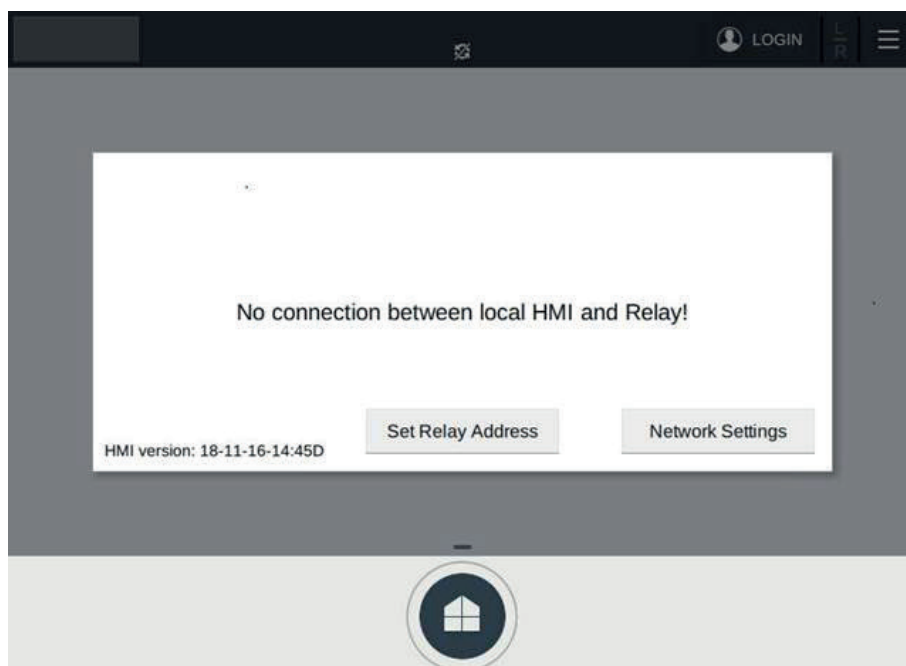 LOGIN
L
R
No connection between local HMI and Relay!
Set Relay Address
Network Settings
HMI version: 18-11-16-14:45D